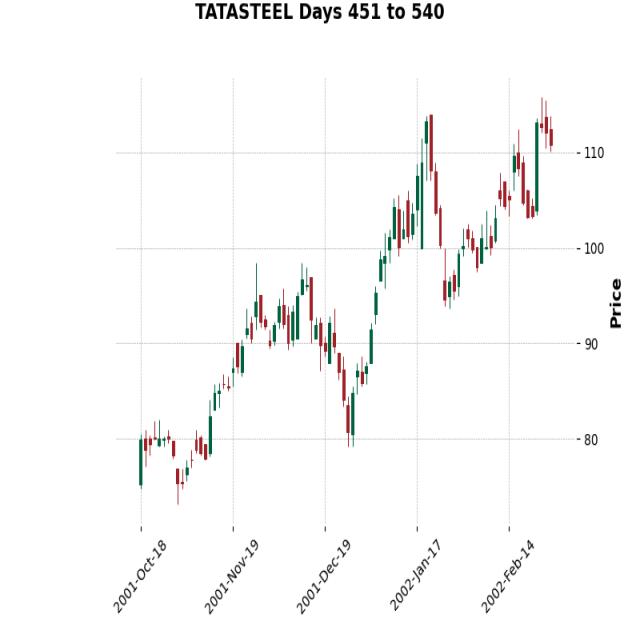 TATASTEEL Days 451 to 540
110
100
90
80
Price
2001-Oct-18
2001-Nov-19
2001-Dec-19
2002-Jan-17
2002-Feb-14